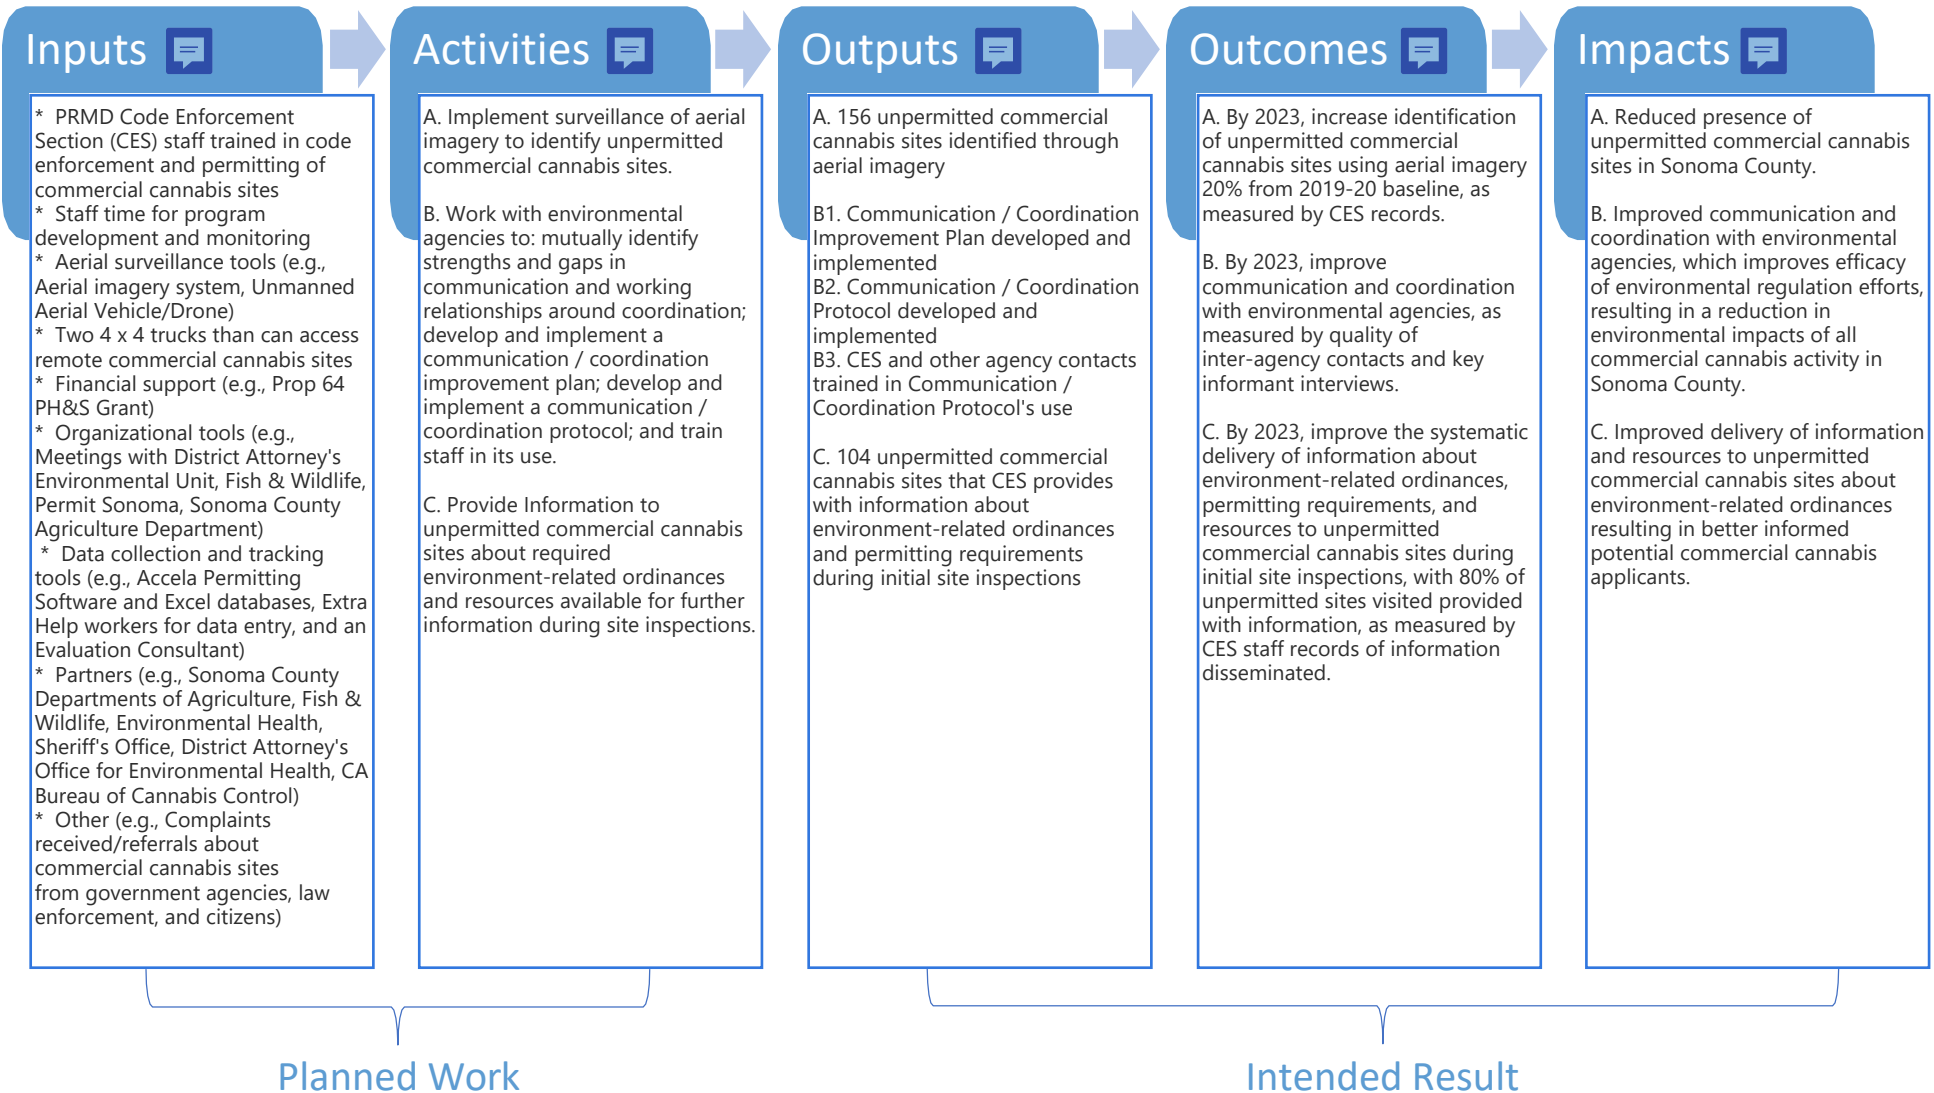 Inputs
Activities
Outputs
Outcomes
Impacts
* PRMD Code Enforcement
Section (CES) staff trained in code
enforcement and permitting of
commercial cannabis sites
* Staff time for program
development and monitoring
* Aerial surveillance tools (e.g.,
Aerial imagery system, Unmanned
Aerial Vehicle/Drone)
* Two 4 x 4 trucks than can access
remote commercial cannabis sites
* Financial support (e.g., Prop 64
PH&S Grant)
* Organizational tools (e.g.,
Meetings with District Attorney's
Environmental Unit, Fish & Wildlife,
Permit Sonoma, Sonoma County
Agriculture Department)
* Data collection and tracking
tools (e.g., Accela Permitting
Software and Excel databases, Extra
Help workers for data entry, and an
Evaluation Consultant)
* Partners (e.g., Sonoma County
Departments of Agriculture, Fish &
Wildlife, Environmental Health,
Sheriff's Office, District Attorney's
Office for Environmental Health, CA
Bureau of Cannabis Control)
* Other (e.g., Complaints
received/referrals about
commercial cannabis sites
from government agencies, law
enforcement, and citizens)
A. Implement surveillance of aerial
imagery to identify unpermitted
commercial cannabis sites.
B. Work with environmental
agencies to: mutually identify
strengths and gaps in
communication and working
relationships around coordination;
develop and implement a
communication / coordination
improvement plan; develop and
implement a communication /
coordination protocol; and train
staff in its use.
C. Provide Information to
unpermitted commercial cannabis
sites about required
environment-related ordinances
and resources available for further
information during site inspections.
A. 156 unpermitted commercial
cannabis sites identified through
aerial imagery
B1. Communication / Coordination
Improvement Plan developed and
implemented
B2. Communication / Coordination
Protocol developed and
implemented
B3. CES and other agency contacts
trained in Communication /
Coordination Protocol's use
C. 104 unpermitted commercial
cannabis sites that CES provides
with information about
environment-related ordinances
and permitting requirements
during initial site inspections
A. By 2023, increase identification
of unpermitted commercial
cannabis sites using aerial imagery
20% from 2019-20 baseline, as
measured by CES records.
B. By 2023, improve
communication and coordination
with environmental agencies, as
measured by quality of
inter-agency contacts and key
informant interviews.
C. By 2023, improve the systematic
delivery of information about
environment-related ordinances,
permitting requirements, and
resources to unpermitted
commercial cannabis sites during
initial site inspections, with 80% of
unpermitted sites visited provided
with information, as measured by
CES staff records of information
disseminated.
A. Reduced presence of
unpermitted commercial cannabis
sites in Sonoma County.
B. Improved communication and
coordination with environmental
agencies, which improves efficacy
of environmental regulation efforts,
resulting in a reduction in
environmental impacts of all
commercial cannabis activity in
Sonoma County.
C. Improved delivery of information
and resources to unpermitted
commercial cannabis sites about
environment-related ordinances
resulting in better informed
potential commercial cannabis
applicants.
Planned Work
Intended Result